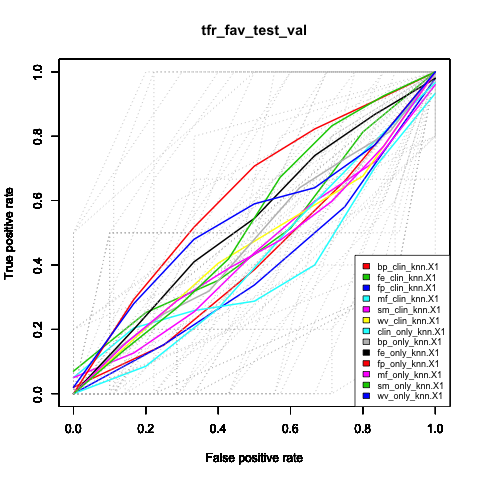 tfr_fav_test_val
True positive rate
1.0
0.8
0.6
0.4
0.2
0.0
bp_clin_knn.X1
fe_clin_knn.X1
fp_clin_knn.X1
mf_clin_knn.X1
sm_clin_knn.X1
wv_clin_knn.X1
clin_only_knn.X1
bp_only_knn.X1
fe_only_knn.X1
fp_only_knn.X1
mf_only_knn.X1
sm_only_knn.X1
wv_only_knn.X1
0.0 0.2 0.4 0.6 0.8 1.0
False positive rate